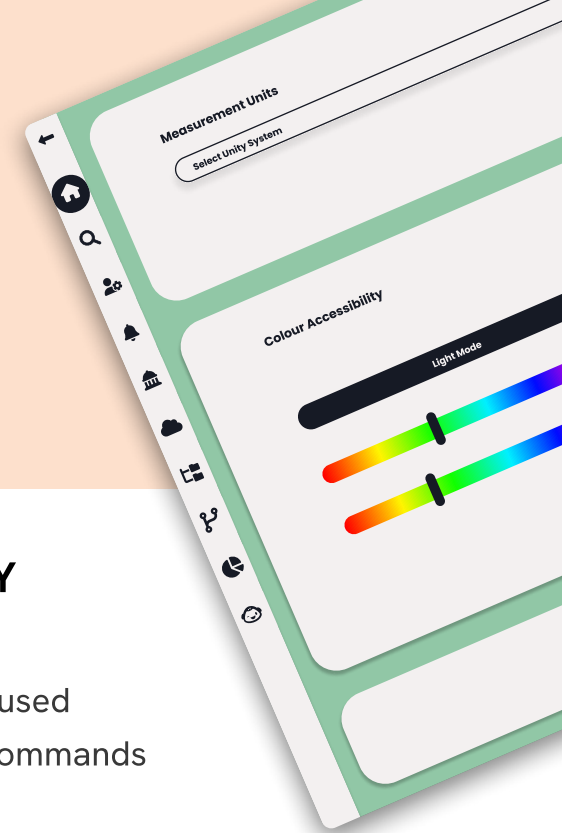 Measurement Units
Select Unity System
Colour Accessibility
Light Mode
Y
used
ommands